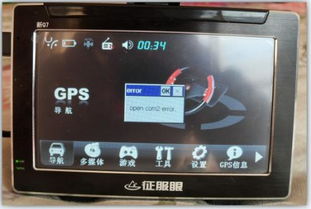 新Q7
00:34
GPS
导航
error OK ×
open com2 error.
导航 多媒体 游戏 工具 设置 GPS信息
征服眼